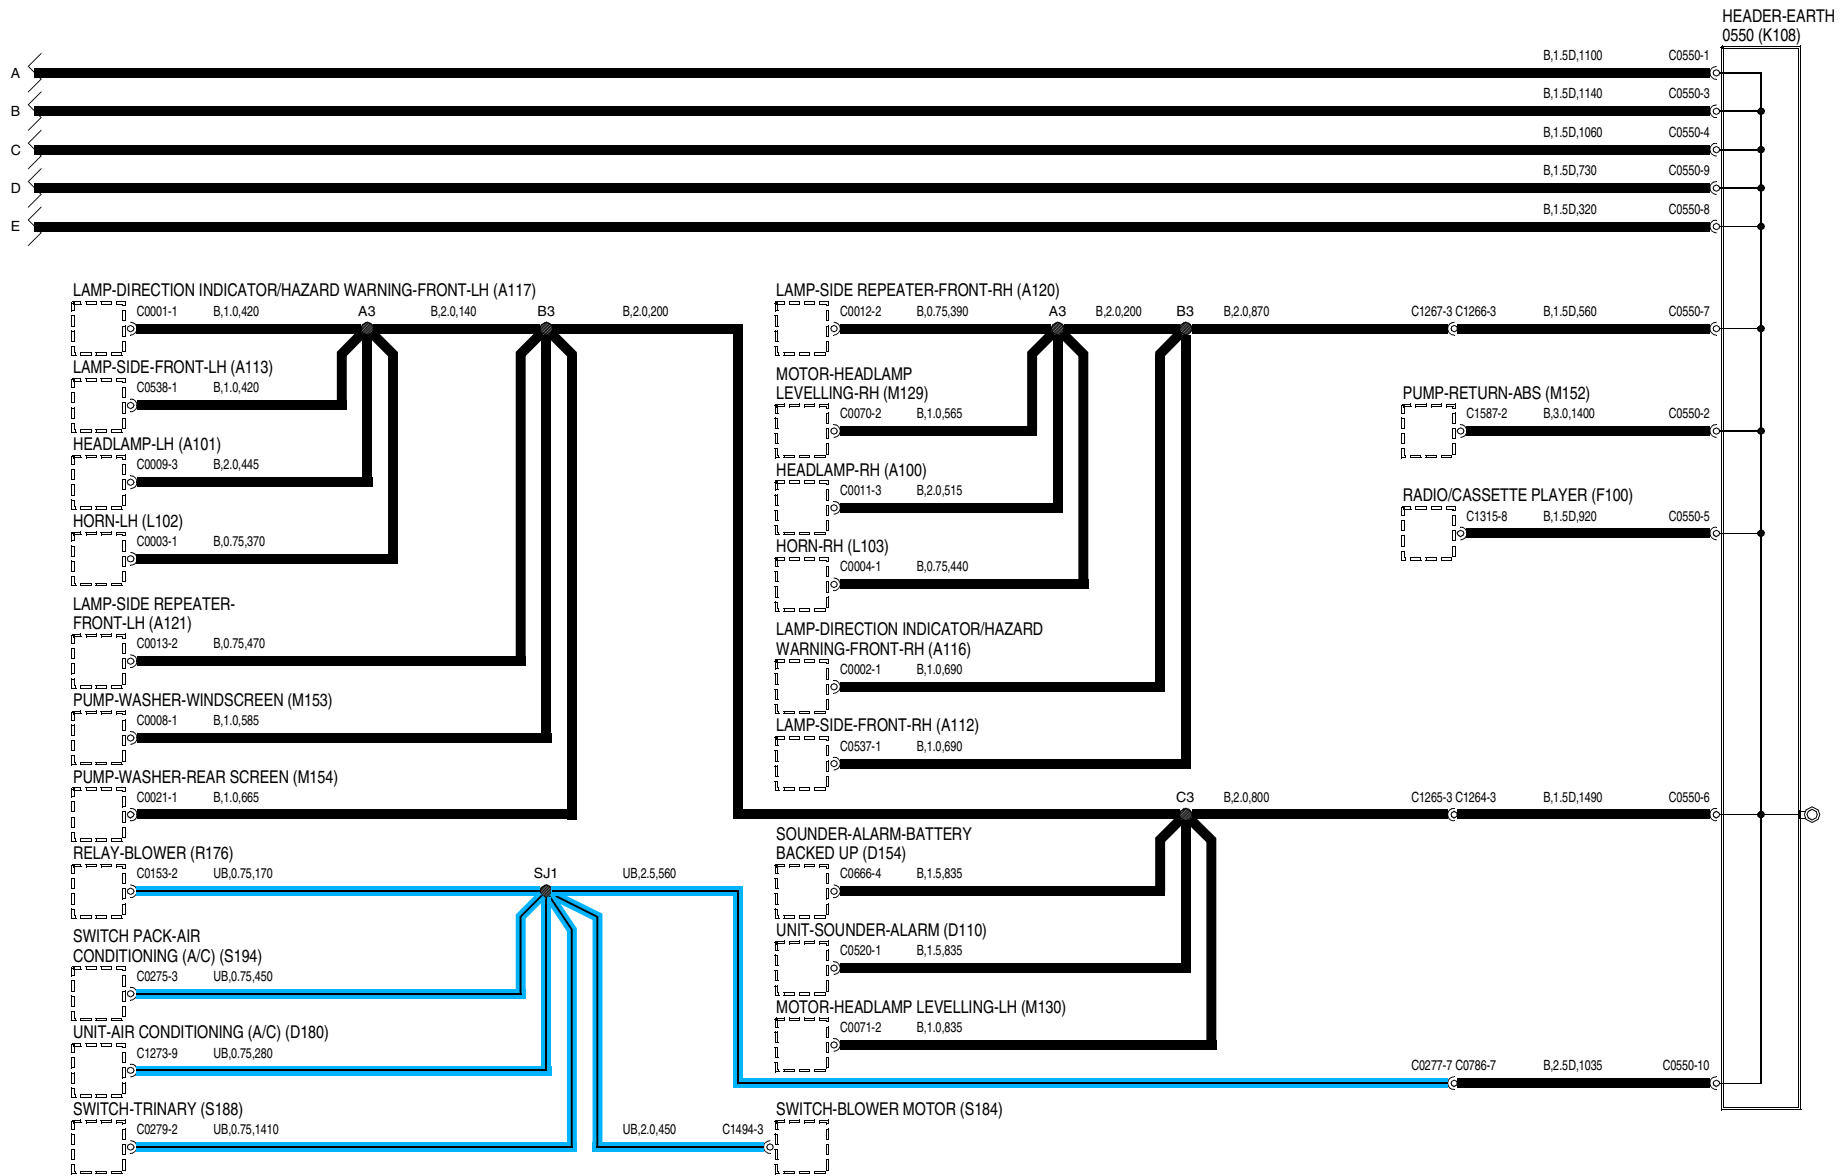 HEADER-EARTH
0550 (K108)
A
B,1.5D,1100
C0550-1
B
B,1.5D,1140
C0550-3
C
B,1.5D,1060
C0550-4
D
B,1.5D,730
C0550-9
E
B,1.5D,320
C0550-8
LAMP-DIRECTION INDICATOR/HAZARD WARNING-FRONT-LH (A117)
C0001-1
B,1.0,420
A3
B,2.0,140
B3
B,2.0,200
LAMP-SIDE-FRONT-LH (A113)
C0538-1
B,1.0,420
HEADLAMP-LH (A101)
C0009-3
B,2.0,445
HORN-LH (L102)
C0003-1
B,0.75,370
LAMP-SIDE REPEATER-
FRONT-LH (A121)
C0013-2
B,0.75,470
PUMP-WASHER-WINDSCREEN (M153)
C0008-1
B,1.0,585
PUMP-WASHER-REAR SCREEN (M154)
C0021-1
B,1.0,665
RELAY-BLOWER (R176)
C0153-2
UB,0.75,170
SJ1
UB,2.5,560
SWITCH PACK-AIR
CONDITIONING (A/C) (S194)
C0275-3
UB,0.75,450
UNIT-AIR CONDITIONING (A/C) (D180)
C1273-9
UB,0.75,280
SWITCH-TRINARY (S188)
C0279-2
UB,0.75,1410
UB,2.0,450
C1494-3
SWITCH-BLOWER MOTOR (S184)
LAMP-SIDE REPEATER-FRONT-RH (A120)
C0012-2
B,0.75,390
A3
B,2.0,200
B3
B,2.0,870
C1267-3 C1266-3
B,1.5D,560
C0550-7
MOTOR-HEADLAMP
LEVELLING-RH (M129)
C0070-2
B,1.0,565
HEADLAMP-RH (A100)
C0011-3
B,2.0,515
HORN-RH (L103)
C0004-1
B,0.75,440
LAMP-DIRECTION INDICATOR/HAZARD
WARNING-FRONT-RH (A116)
C0002-1
B,1.0,690
LAMP-SIDE-FRONT-RH (A112)
C0537-1
B,1.0,690
C3
B,2.0,800
C1265-3 C1264-3
B,1.5D,1490
C0550-6
SOUNDER-ALARM-BATTERY
BACKED UP (D154)
C0666-4
B,1.5,835
UNIT-SOUNDER-ALARM (D110)
C0520-1
B,1.5,835
MOTOR-HEADLAMP LEVELLING-LH (M130)
C0071-2
B,1.0,835
C0277-7 C0786-7
B,2.5D,1035
C0550-10
PUMP-RETURN-ABS (M152)
C1587-2
B,3.0,1400
C0550-2
RADIO/CASSETTE PLAYER (F100)
C1315-8
B,1.5D,920
C0550-5